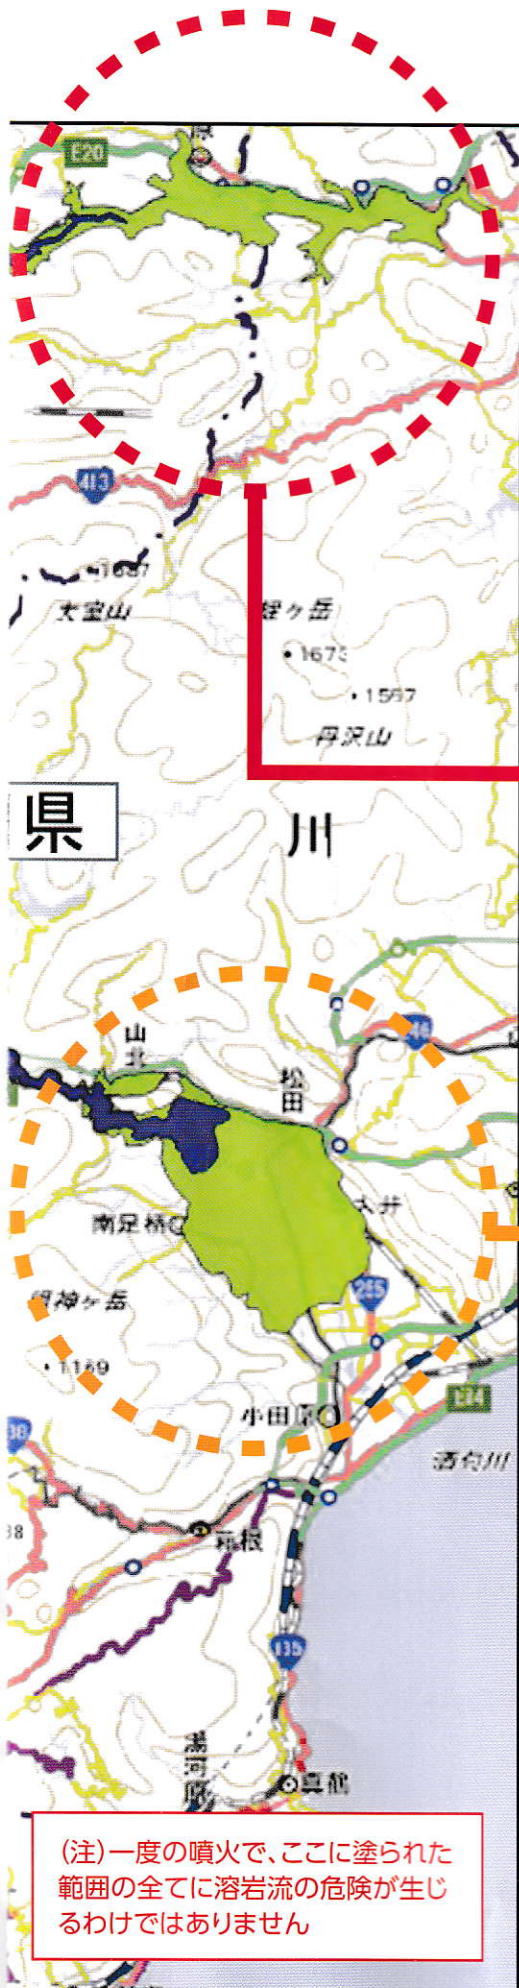 原
E20
413
大室山
蛭ヶ岳
・1673
・1567
丹沢山
県
川
山北
松田
大井
南足柄
明神ヶ岳
・1169
255
小田原
酒匂川
箱根
135
湯河原
真鶴
(注)一度の噴火で、ここに塗られた
範囲の全てに溶岩流の危険が生じ
るわけではありません